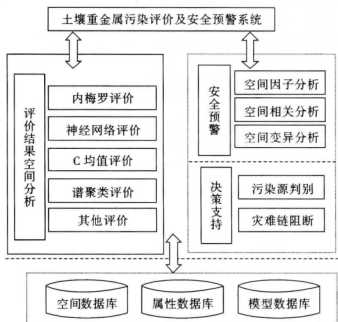 土壤重金属污染评价及安全预警系统
评价结果空间分析
内梅罗评价
神经网络评价
C均值评价
谱聚类评价
其他评价
安全预警
空间因子分析
空间相关分析
空间变异分析
决策支持
污染源判别
灾难链阻断
空间数据库
属性数据库
模型数据库